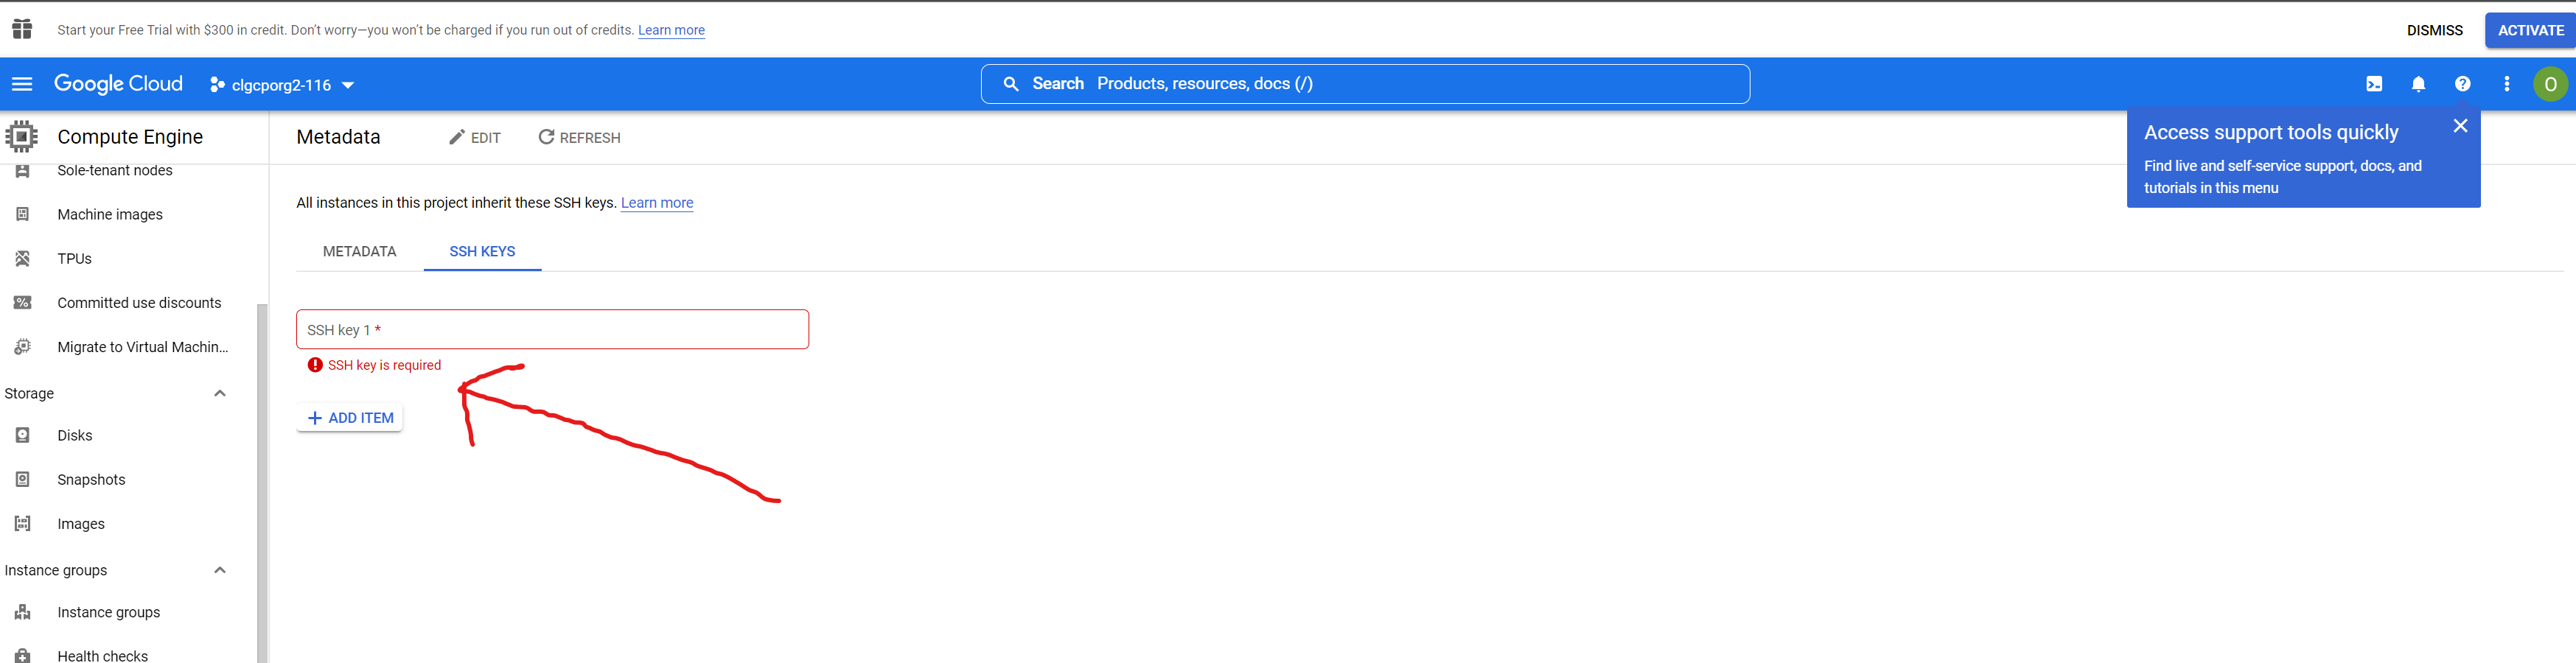 Start your Free Trial with $300 in credit. Don't worry—you won't be charged if you run out of credits. Learn more
DISMISS
ACTIVATE
Google Cloud
clgcporg2-116
Search Products, resources, docs (/)
O
Compute Engine
Metadata
EDIT
REFRESH
Access support tools quickly
Find live and self-service support, docs, and
tutorials in this menu
Sole-tenant nodes
Machine images
TPUs
Committed use discounts
Migrate to Virtual Machin...
Storage
Disks
Snapshots
Images
Instance groups
Instance groups
Health checks
All instances in this project inherit these SSH keys. Learn more
METADATA
SSH KEYS
SSH key 1 *
SSH key is required
ADD ITEM